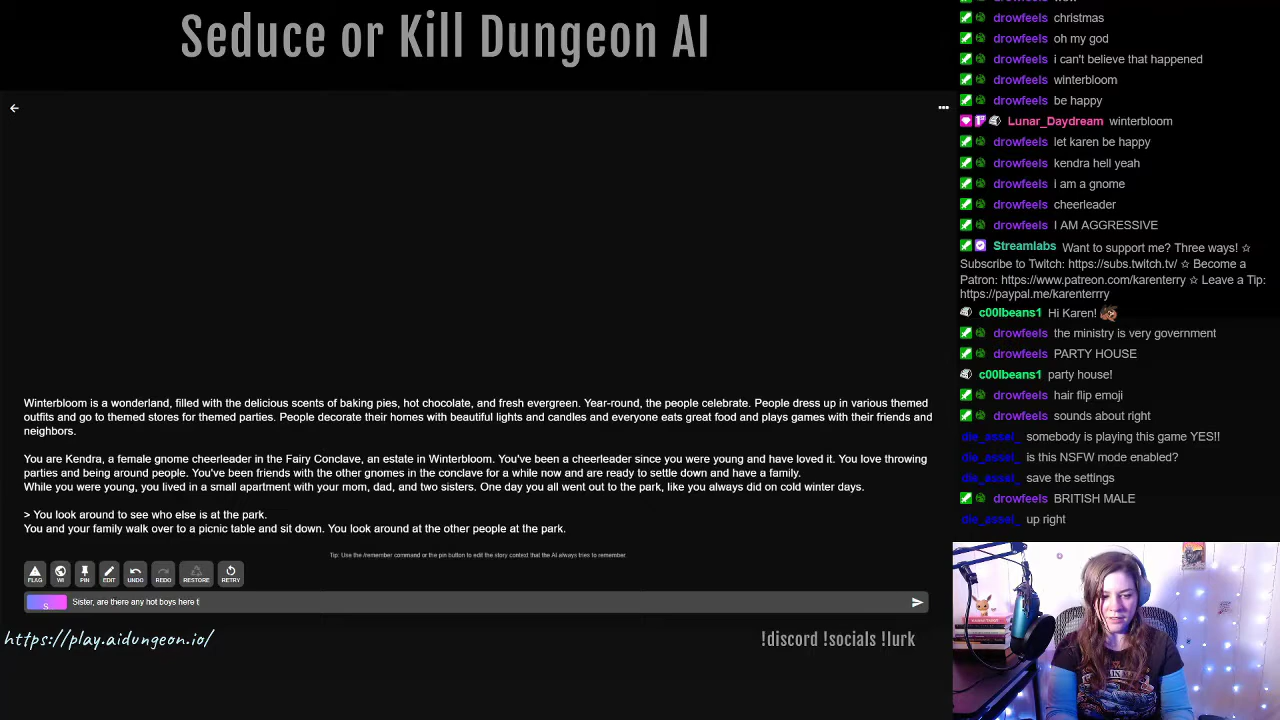 Seduce or Kill Dungeon AI
Winterbloom is a wonderland, filled with the delicious scents of baking pies, hot chocolate, and fresh evergreen. Year-round, the people celebrate. People dress up in various themed
outfits and go to themed stores for themed parties. People decorate their homes with beautiful lights and candles and everyone eats great food and plays games with their friends and
neighbors.
You are Kendra, a female gnome cheerleader in the Fairy Conclave, an estate in Winterbloom. You've been a cheerleader since you were young and have loved it. You love throwing
parties and being around people. You've been friends with the other gnomes in the conclave for a while now and are ready to settle down and have a family.
While you were young, you lived in a small apartment with your mom, dad, and two sisters. One day you all went out to the park, like you always did on cold winter days.
> You look around to see who else is at the park.
You and your family walk over to a picnic table and sit down. You look around at the other people at the park.
Tip: Use the /remember command or the pin button to edit the story context that the AI always tries to remember.
FLAG WI PIN EDIT UNDO REDO RESTORE RETRY
S Sister, are there any hot boys here t
https://play.aidungeon.io/
!discord !socials !lurk
drowfeels christmas
drowfeels oh my god
drowfeels i can't believe that happened
drowfeels winterbloom
drowfeels be happy
Lunar_Daydream winterbloom
drowfeels let karen be happy
drowfeels kendra hell yeah
drowfeels I am a gnome
drowfeels cheerleader
drowfeels I AM AGGRESSIVE
Streamlabs Want to support me? Three ways! ☆
Subscribe to Twitch: https://subs.twitch.tv/ ☆ Become a
Patron: https://www.patreon.com/karenterry ☆ Leave a Tip:
https://paypal.me/karenterrry
c00lbeans1 Hi Karen!
drowfeels the ministry is very government
drowfeels PARTY HOUSE
c00lbeans1 party house!
drowfeels hair flip emoji
drowfeels sounds about right
die_assel_ somebody is playing this game YES!!
die_assel_ is this NSFW mode enabled?
die_assel_ save the settings
drowfeels BRITISH MALE
die_assel_ up right